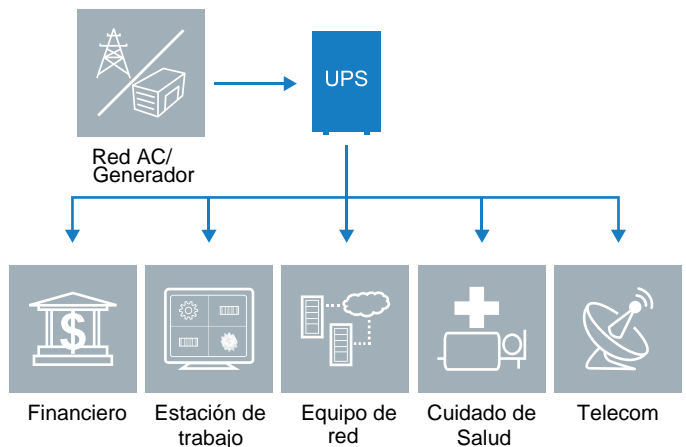 UPS
Red AC/
Generador
Financiero
Estación de
trabajo
Equipo de
red
Cuidado de
Salud
Telecom